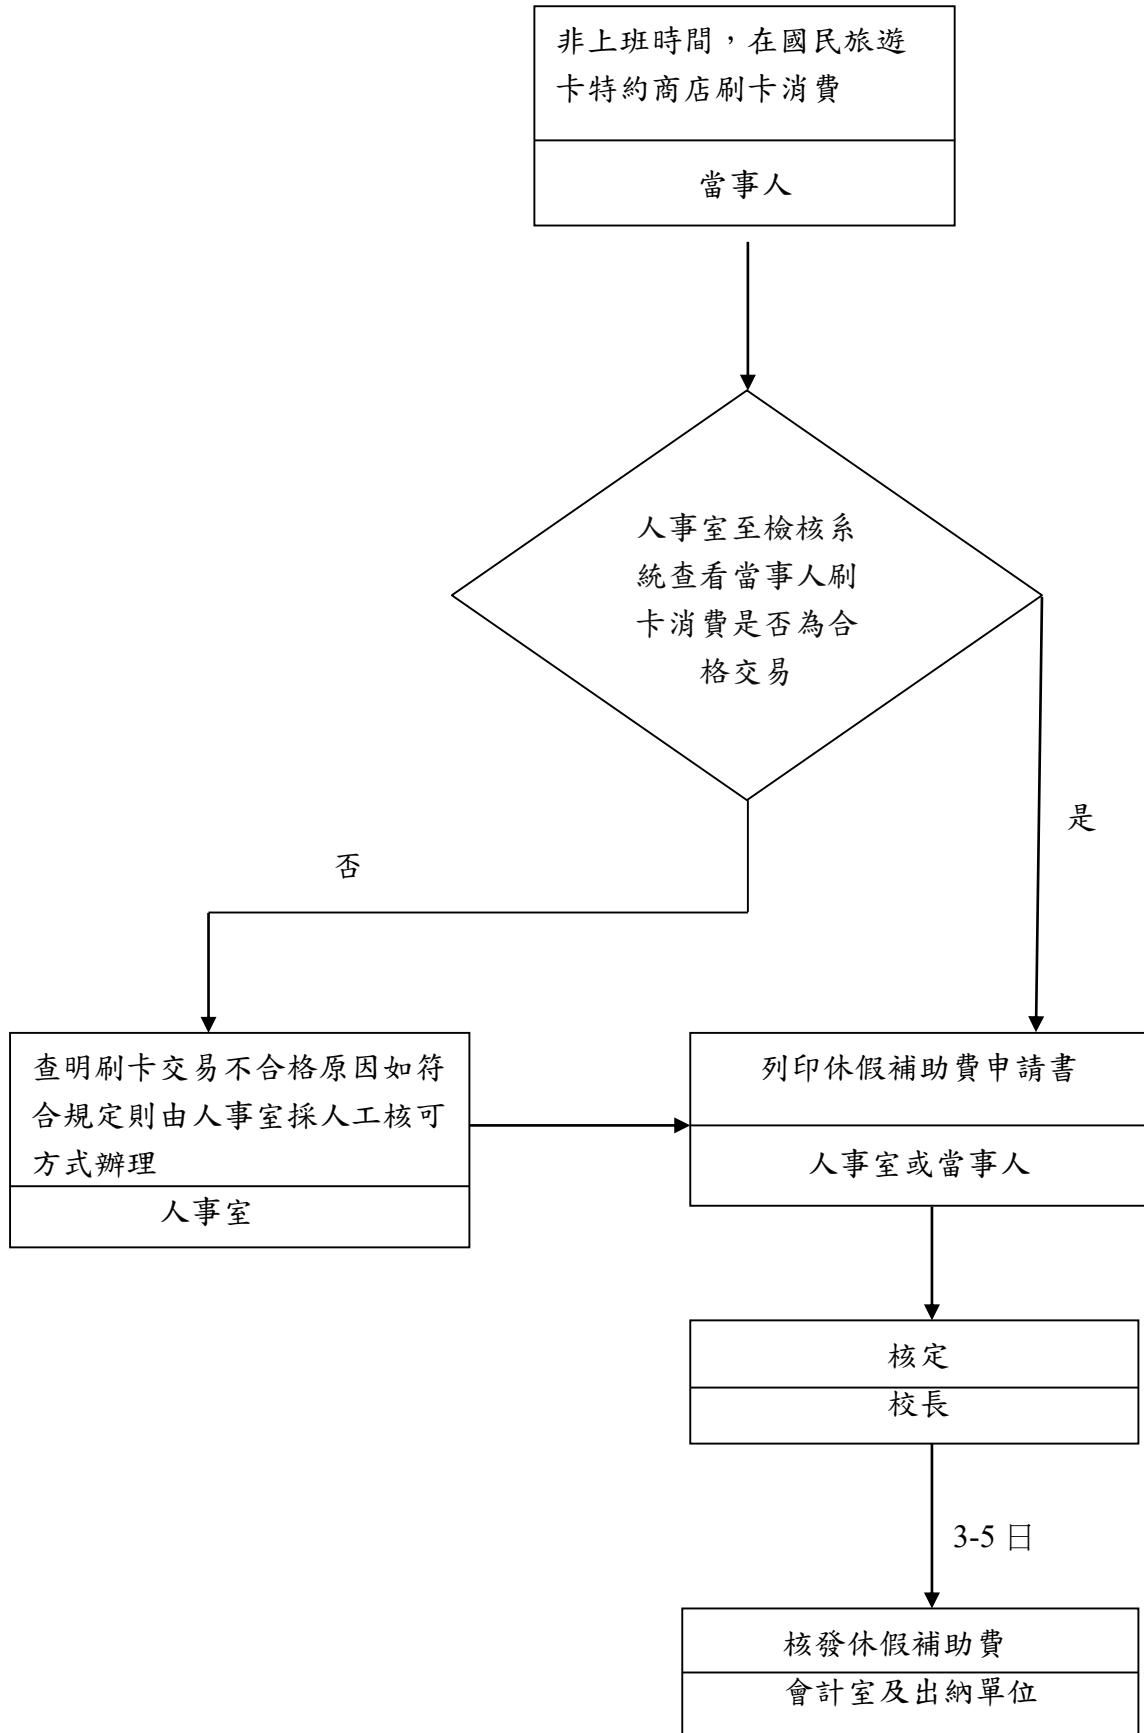 非上班時間，在國民旅遊
卡特約商店刷卡消費
當事人
人事室至檢核系
統查看當事人刷
卡消費是否為合
格交易
是
否
查明刷卡交易不合格原因如符
合規定則由人事室採人工核可
方式辦理
人事室
列印休假補助費申請書
人事室或當事人
核定
校長
3-5 日
核發休假補助費
會計室及出納單位